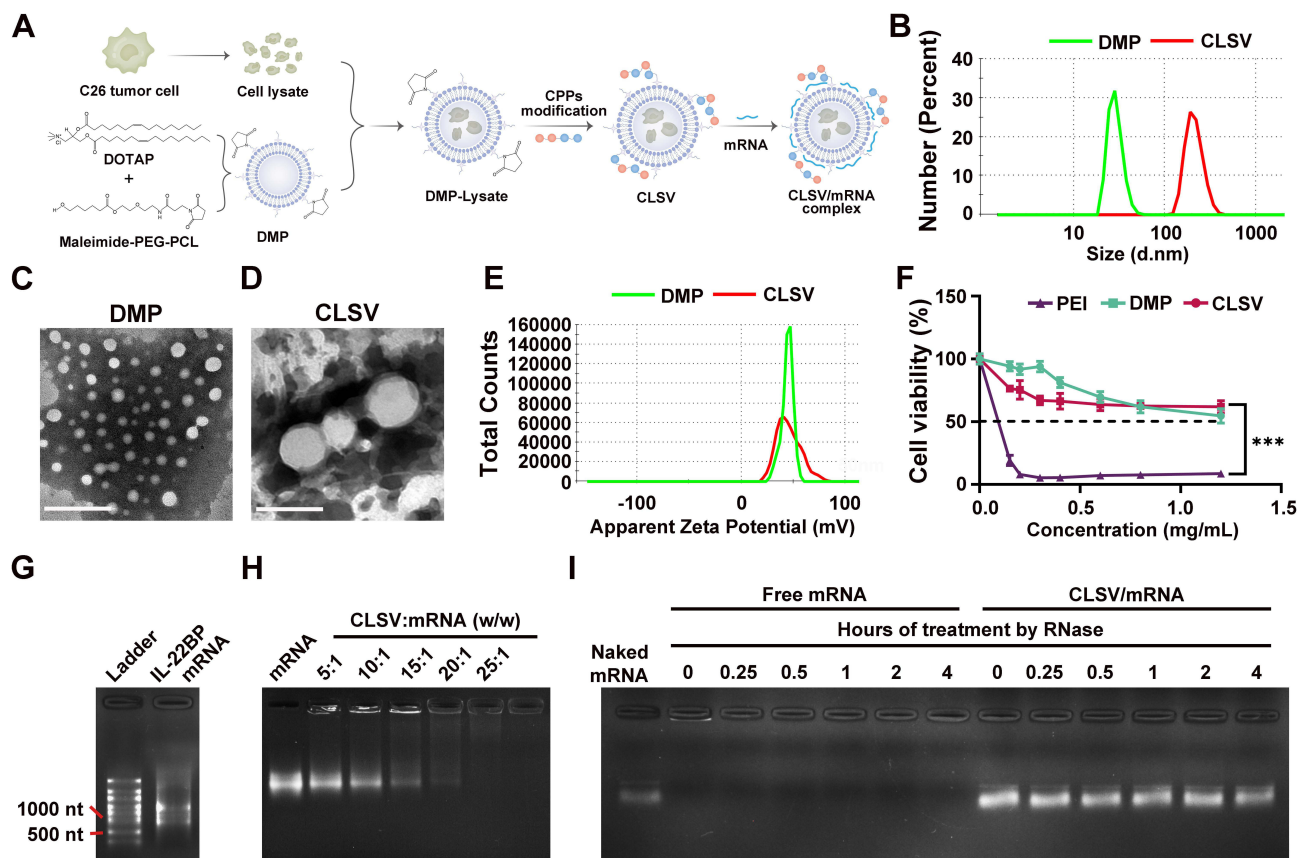 A
C26 tumor cell
Cell lysate
DOTAP
+
Maleimide-PEG-PCL
DMP
DMP-Lysate
CPPs
modification
CLSV
mRNA
CLSV/mRNA
complex
B
DMP CLSV
Number (Percent)
40
30
20
10
0
10 100 1000
Size (d.nm)
C
DMP
D
CLSV
E
DMP CLSV
Total Counts
160000
140000
120000
100000
80000
60000
40000
20000
0
-100 0 100
Apparent Zeta Potential (mV)
F
PEI DMP CLSV
Cell viability (%)
150
100
50
0
***
0.0 0.5 1.0 1.5
Concentration (mg/mL)
G
Ladder
IL-22BP
mRNA
1000 nt
500 nt
H
CLSV:mRNA (w/w)
mRNA 5:1 10:1 15:1 20:1 25:1
I
Free mRNA CLSV/mRNA
Hours of treatment by RNase
Naked
mRNA
0 0.25 0.5 1 2 4 0 0.25 0.5 1 2 4